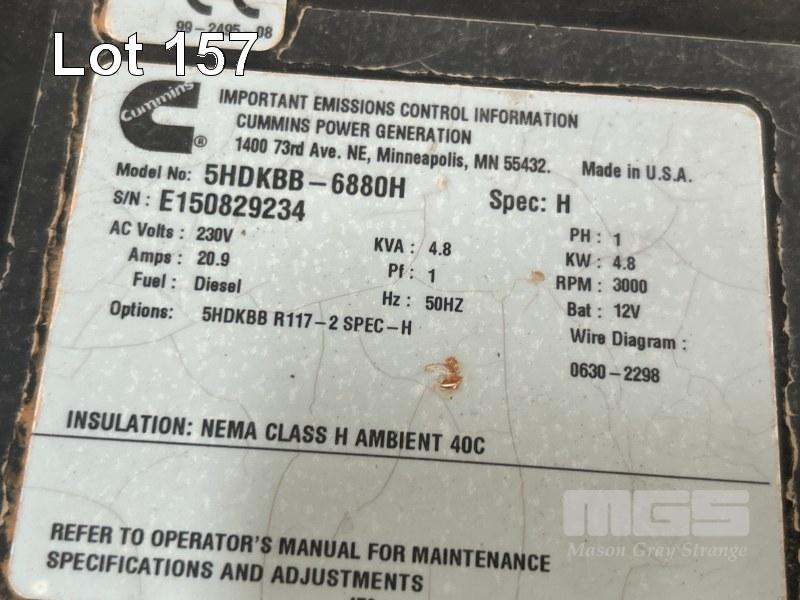 99-2495-08
Lot 157
Cummins ®
IMPORTANT EMISSIONS CONTROL INFORMATION
CUMMINS POWER GENERATION
1400 73rd Ave. NE, Minneapolis, MN 55432. Made in U.S.A.
Model No: 5HDKBB-6880H Spec: H
S/N : E150829234
AC Volts : 230V KVA : 4.8 PH : 1
Amps : 20.9 Pf : 1 KW : 4.8
Fuel : Diesel Hz : 50HZ RPM : 3000
Options: 5HDKBB R117-2 SPEC-H Bat : 12V
Wire Diagram :
0630-2298
INSULATION: NEMA CLASS H AMBIENT 40C
REFER TO OPERATOR'S MANUAL FOR MAINTENANCE
SPECIFICATIONS AND ADJUSTMENTS
MGS
Mason Gray Strange